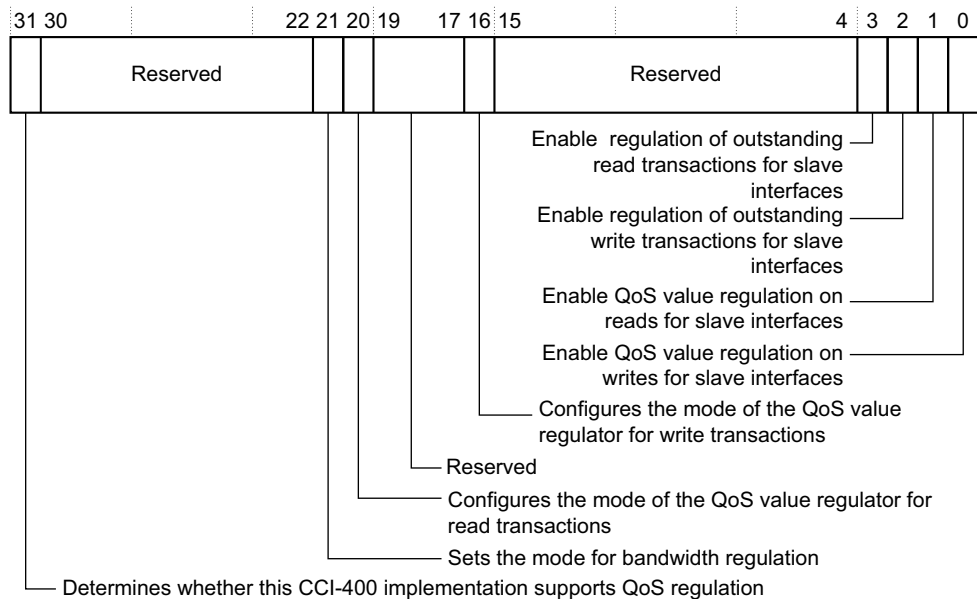 31 30 22 21 20 19 17 16 15 4 3 2 1 0
Reserved Reserved
Enable regulation of outstanding
read transactions for slave
interfaces
Enable regulation of outstanding
write transactions for slave
interfaces
Enable QoS value regulation on
reads for slave interfaces
Enable QoS value regulation on
writes for slave interfaces
Configures the mode of the QoS value
regulator for write transactions
Reserved
Configures the mode of the QoS value regulator for
read transactions
Sets the mode for bandwidth regulation
Determines whether this CCI-400 implementation supports QoS regulation